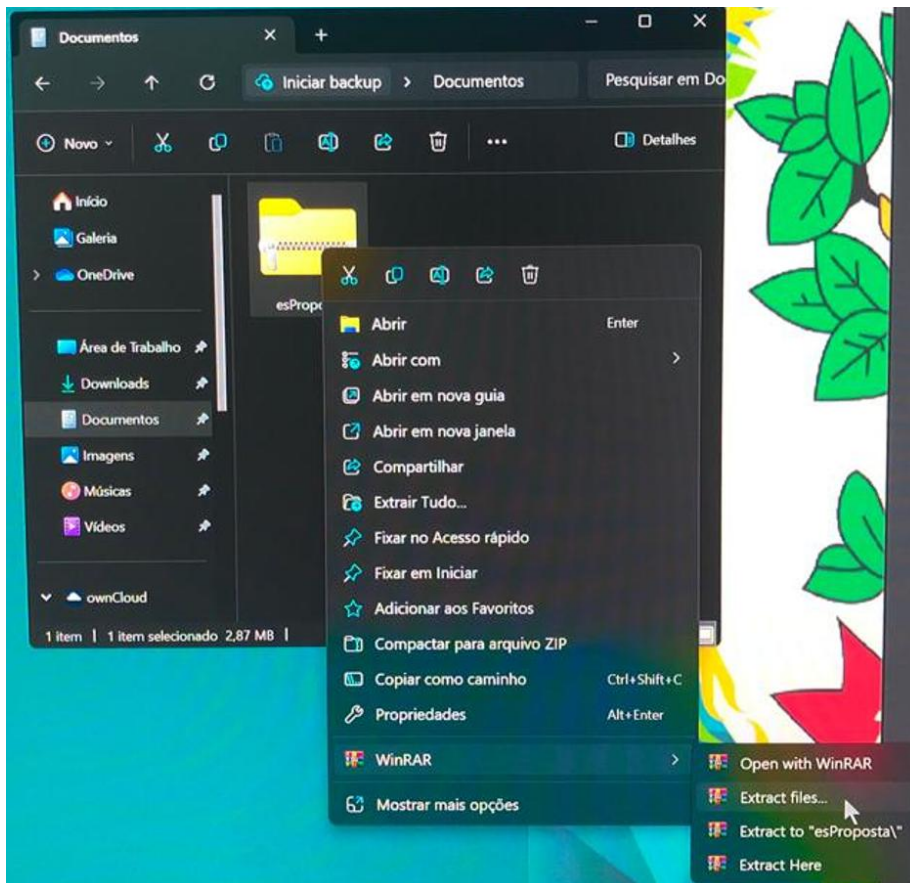 Documentos
Iniciar backup > Documentos
Pesquisar em Do
Novo
Detalhes
Início
Galeria
OneDrive
Área de Trabalho
Downloads
Documentos
Imagens
Músicas
Vídeos
ownCloud
1 item | 1 item selecionado 2,87 MB |
esPropo
Abrir Enter
Abrir com
Abrir em nova guia
Abrir em nova janela
Compartilhar
Extrair Tudo...
Fixar no Acesso rápido
Fixar em Iniciar
Adicionar aos Favoritos
Compactar para arquivo ZIP
Copiar como caminho Ctrl+Shift+C
Propriedades Alt+Enter
WinRAR
Mostrar mais opções
Open with WinRAR
Extract files...
Extract to "esProposta\"
Extract Here